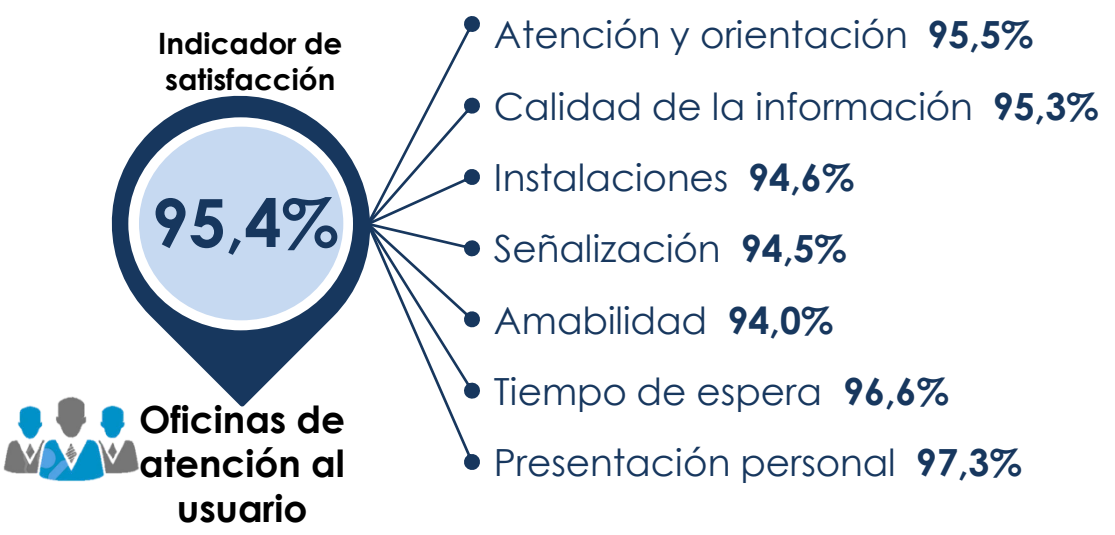 Indicador de
satisfacción
95,4%
Oficinas de
atención al
usuario
Atención y orientación 95,5%
Calidad de la información 95,3%
Instalaciones 94,6%
Señalización 94,5%
Amabilidad 94,0%
Tiempo de espera 96,6%
Presentación personal 97,3%